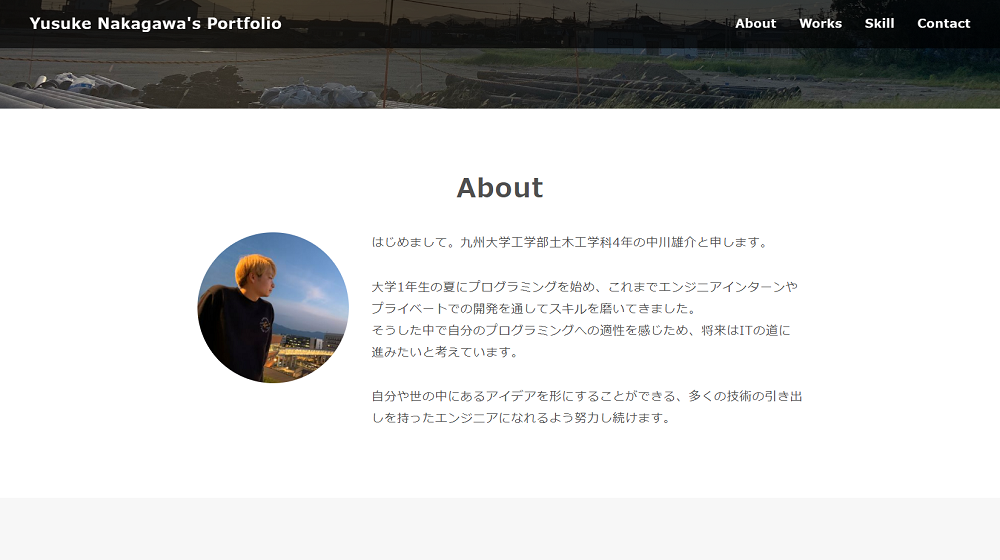 Yusuke Nakagawa's Portfolio
About
Works
Skill
Contact
About
はじめまして。九州大学工学部土木工学科4年の中川雄介と申します。
大学1年生の夏にプログラミングを始め、これまでエンジニアインターンや
プライベートでの開発を通してスキルを磨いてきました。
そうした中で自分のプログラミングへの適性を感じため、将来はITの道に
進みたいと考えています。
自分や世の中にあるアイデアを形にすることができる、多くの技術の引き出
しを持ったエンジニアになれるよう努力し続けます。